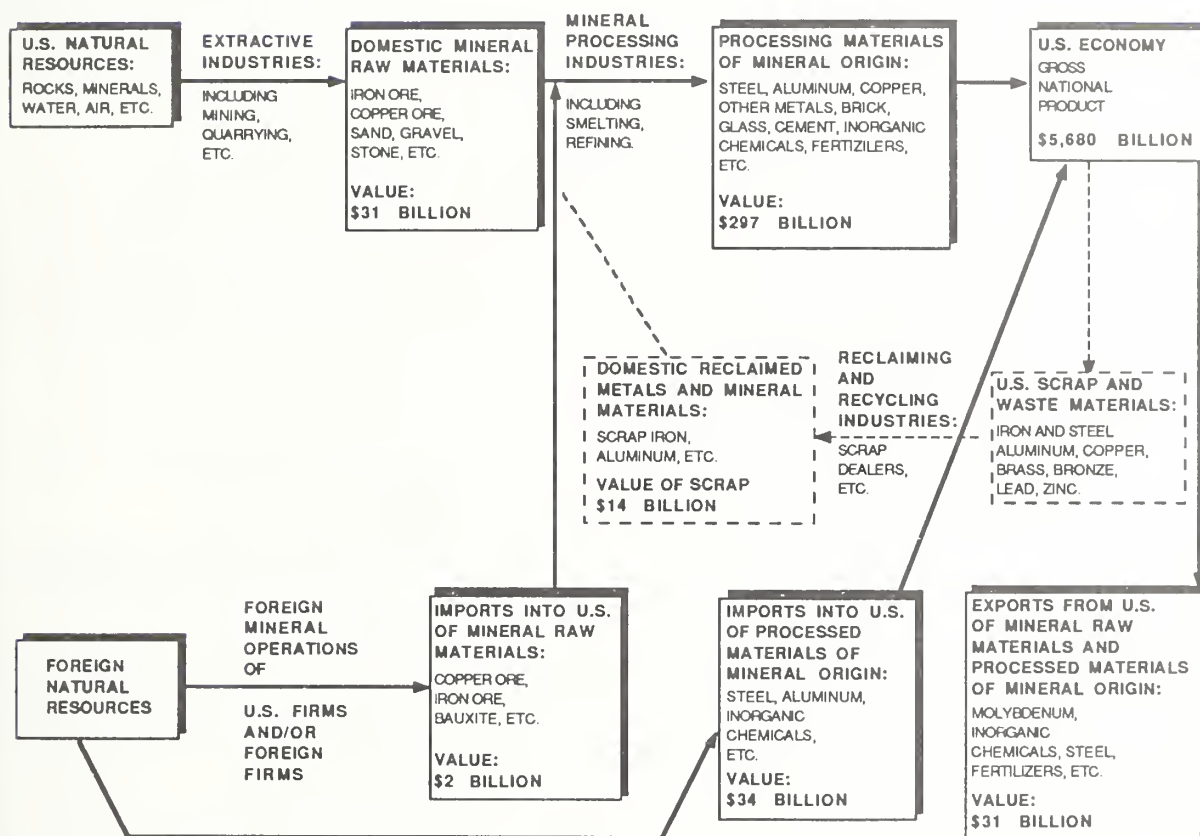 U.S. NATURAL
RESOURCES:
ROCKS, MINERALS,
WATER, AIR, ETC.
EXTRACTIVE
INDUSTRIES:
INCLUDING
MINING,
QUARRYING,
ETC.
DOMESTIC MINERAL
RAW MATERIALS:
IRON ORE,
COPPER ORE,
SAND, GRAVEL,
STONE, ETC.
VALUE:
$31 BILLION
MINERAL
PROCESSING
INDUSTRIES:
INCLUDING
SMELTING,
REFINING.
PROCESSING MATERIALS
OF MINERAL ORIGIN:
STEEL, ALUMINUM, COPPER,
OTHER METALS, BRICK,
GLASS, CEMENT, INORGANIC
CHEMICALS, FERTIZILERS,
ETC.
VALUE:
$297 BILLION
U.S. ECONOMY
GROSS
NATIONAL
PRODUCT
$5,680 BILLION
DOMESTIC RECLAIMED
METALS AND MINERAL
MATERIALS:
SCRAP IRON,
ALUMINUM, ETC.
VALUE OF SCRAP
$14 BILLION
RECLAIMING
AND
RECYCLING
INDUSTRIES:
SCRAP
DEALERS,
ETC.
U.S. SCRAP AND
WASTE MATERIALS:
IRON AND STEEL
ALUMINUM, COPPER,
BRASS, BRONZE,
LEAD, ZINC.
FOREIGN
NATURAL
RESOURCES
FOREIGN
MINERAL
OPERATIONS
OF
U.S. FIRMS
AND/OR
FOREIGN
FIRMS
IMPORTS INTO U.S.
OF MINERAL RAW
MATERIALS:
COPPER ORE,
IRON ORE,
BAUXITE, ETC.
VALUE:
$2 BILLION
IMPORTS INTO U.S.
OF PROCESSED
MATERIALS OF
MINERAL ORIGIN:
STEEL, ALUMINUM,
INORGANIC
CHEMICALS,
ETC.
VALUE:
$34 BILLION
EXPORTS FROM U.S.
OF MINERAL RAW
MATERIALS AND
PROCESSED MATERIALS
OF MINERAL ORIGIN:
MOLYBDENUM,
INORGANIC
CHEMICALS, STEEL,
FERTILIZERS, ETC.
VALUE:
$31 BILLION